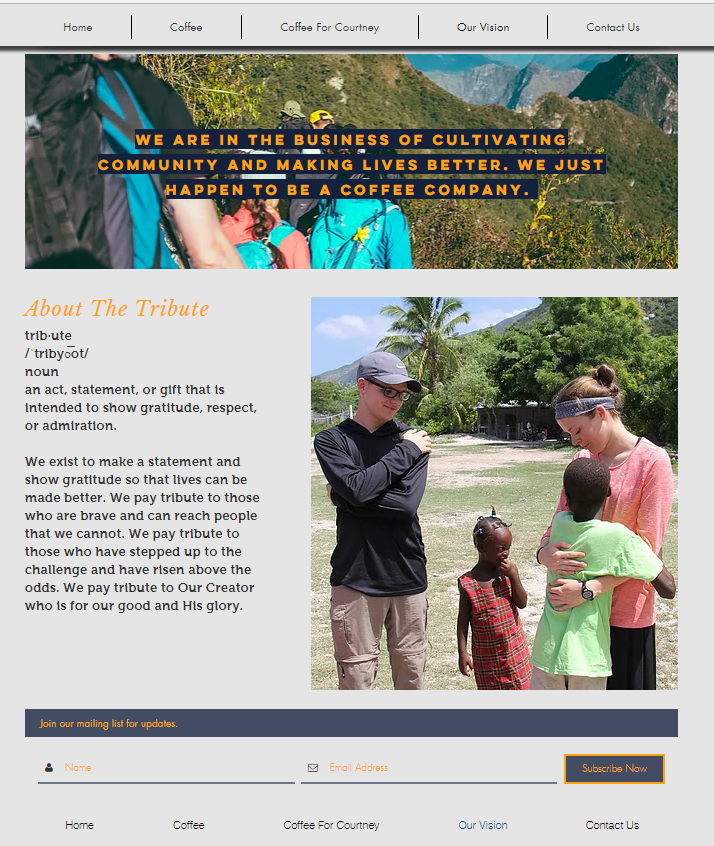 Home Coffee Coffee For Courtney Our Vision Contact Us
WE ARE IN THE BUSINESS OF CULTIVATING
COMMUNITY AND MAKING LIVES BETTER. WE JUST
HAPPEN TO BE A COFFEE COMPANY.
About The Tribute
trib·ute
/ˈtribyo͞ot/
noun
an act, statement, or gift that is
intended to show gratitude, respect,
or admiration.
We exist to make a statement and
show gratitude so that lives can be
made better. We pay tribute to those
who are brave and can reach people
that we cannot. We pay tribute to
those who have stepped up to the
challenge and have risen above the
odds. We pay tribute to Our Creator
who is for our good and His glory.
Join our mailing list for updates.
Name Email Address Subscribe Now
Home Coffee Coffee For Courtney Our Vision Contact Us